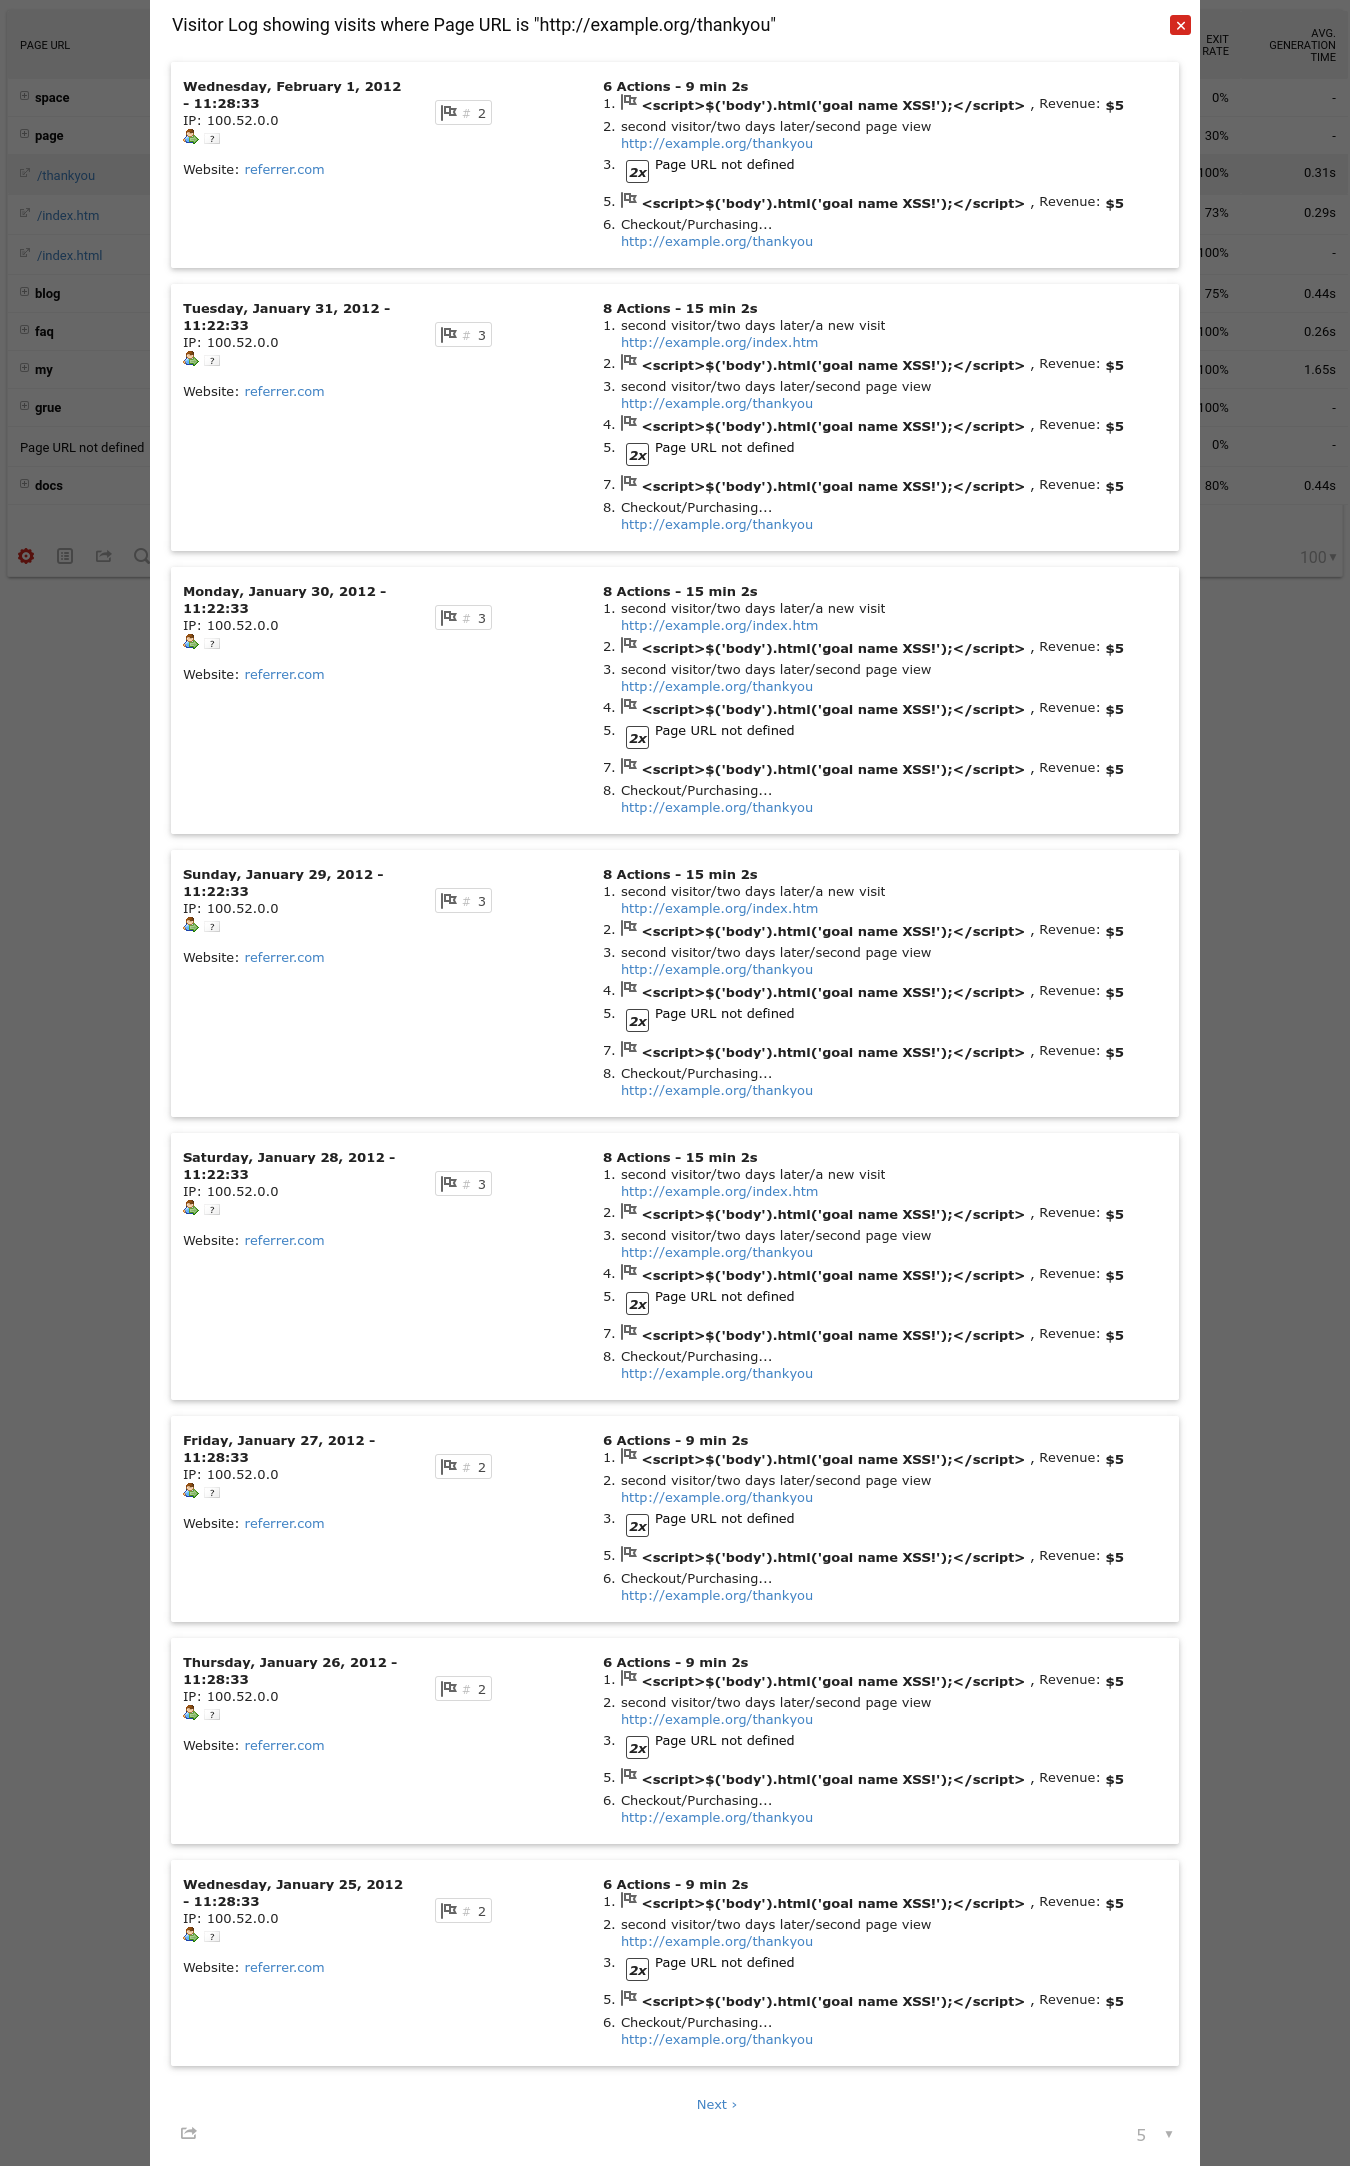 Visitor Log showing visits where Page URL is "http://example.org/thankyou"
PAGE URL
EXIT
RATE
AVG.
GENERATION
TIME
space
0%
-
page
30%
-
/thankyou
100%
0.31s
/index.htm
73%
0.29s
/index.html
100%
-
blog
75%
0.44s
faq
100%
0.26s
my
100%
1.65s
grue
100%
-
Page URL not defined
0%
-
docs
80%
0.44s
100
Wednesday, February 1, 2012
- 11:28:33
IP: 100.52.0.0
?
Website: referrer.com
# 2
6 Actions - 9 min 2s
1. <script>$('body').html('goal name XSS!');</script> , Revenue: $5
2. second visitor/two days later/second page view
http://example.org/thankyou
3. 2x Page URL not defined
5. <script>$('body').html('goal name XSS!');</script> , Revenue: $5
6. Checkout/Purchasing...
http://example.org/thankyou
Tuesday, January 31, 2012 -
11:22:33
IP: 100.52.0.0
?
Website: referrer.com
# 3
8 Actions - 15 min 2s
1. second visitor/two days later/a new visit
http://example.org/index.htm
2. <script>$('body').html('goal name XSS!');</script> , Revenue: $5
3. second visitor/two days later/second page view
http://example.org/thankyou
4. <script>$('body').html('goal name XSS!');</script> , Revenue: $5
5. 2x Page URL not defined
7. <script>$('body').html('goal name XSS!');</script> , Revenue: $5
8. Checkout/Purchasing...
http://example.org/thankyou
Monday, January 30, 2012 -
11:22:33
IP: 100.52.0.0
?
Website: referrer.com
# 3
8 Actions - 15 min 2s
1. second visitor/two days later/a new visit
http://example.org/index.htm
2. <script>$('body').html('goal name XSS!');</script> , Revenue: $5
3. second visitor/two days later/second page view
http://example.org/thankyou
4. <script>$('body').html('goal name XSS!');</script> , Revenue: $5
5. 2x Page URL not defined
7. <script>$('body').html('goal name XSS!');</script> , Revenue: $5
8. Checkout/Purchasing...
http://example.org/thankyou
Sunday, January 29, 2012 -
11:22:33
IP: 100.52.0.0
?
Website: referrer.com
# 3
8 Actions - 15 min 2s
1. second visitor/two days later/a new visit
http://example.org/index.htm
2. <script>$('body').html('goal name XSS!');</script> , Revenue: $5
3. second visitor/two days later/second page view
http://example.org/thankyou
4. <script>$('body').html('goal name XSS!');</script> , Revenue: $5
5. 2x Page URL not defined
7. <script>$('body').html('goal name XSS!');</script> , Revenue: $5
8. Checkout/Purchasing...
http://example.org/thankyou
Saturday, January 28, 2012 -
11:22:33
IP: 100.52.0.0
?
Website: referrer.com
# 3
8 Actions - 15 min 2s
1. second visitor/two days later/a new visit
http://example.org/index.htm
2. <script>$('body').html('goal name XSS!');</script> , Revenue: $5
3. second visitor/two days later/second page view
http://example.org/thankyou
4. <script>$('body').html('goal name XSS!');</script> , Revenue: $5
5. 2x Page URL not defined
7. <script>$('body').html('goal name XSS!');</script> , Revenue: $5
8. Checkout/Purchasing...
http://example.org/thankyou
Friday, January 27, 2012 -
11:28:33
IP: 100.52.0.0
?
Website: referrer.com
# 2
6 Actions - 9 min 2s
1. <script>$('body').html('goal name XSS!');</script> , Revenue: $5
2. second visitor/two days later/second page view
http://example.org/thankyou
3. 2x Page URL not defined
5. <script>$('body').html('goal name XSS!');</script> , Revenue: $5
6. Checkout/Purchasing...
http://example.org/thankyou
Thursday, January 26, 2012 -
11:28:33
IP: 100.52.0.0
?
Website: referrer.com
# 2
6 Actions - 9 min 2s
1. <script>$('body').html('goal name XSS!');</script> , Revenue: $5
2. second visitor/two days later/second page view
http://example.org/thankyou
3. 2x Page URL not defined
5. <script>$('body').html('goal name XSS!');</script> , Revenue: $5
6. Checkout/Purchasing...
http://example.org/thankyou
Wednesday, January 25, 2012
- 11:28:33
IP: 100.52.0.0
?
Website: referrer.com
# 2
6 Actions - 9 min 2s
1. <script>$('body').html('goal name XSS!');</script> , Revenue: $5
2. second visitor/two days later/second page view
http://example.org/thankyou
3. 2x Page URL not defined
5. <script>$('body').html('goal name XSS!');</script> , Revenue: $5
6. Checkout/Purchasing...
http://example.org/thankyou
Next ›
5